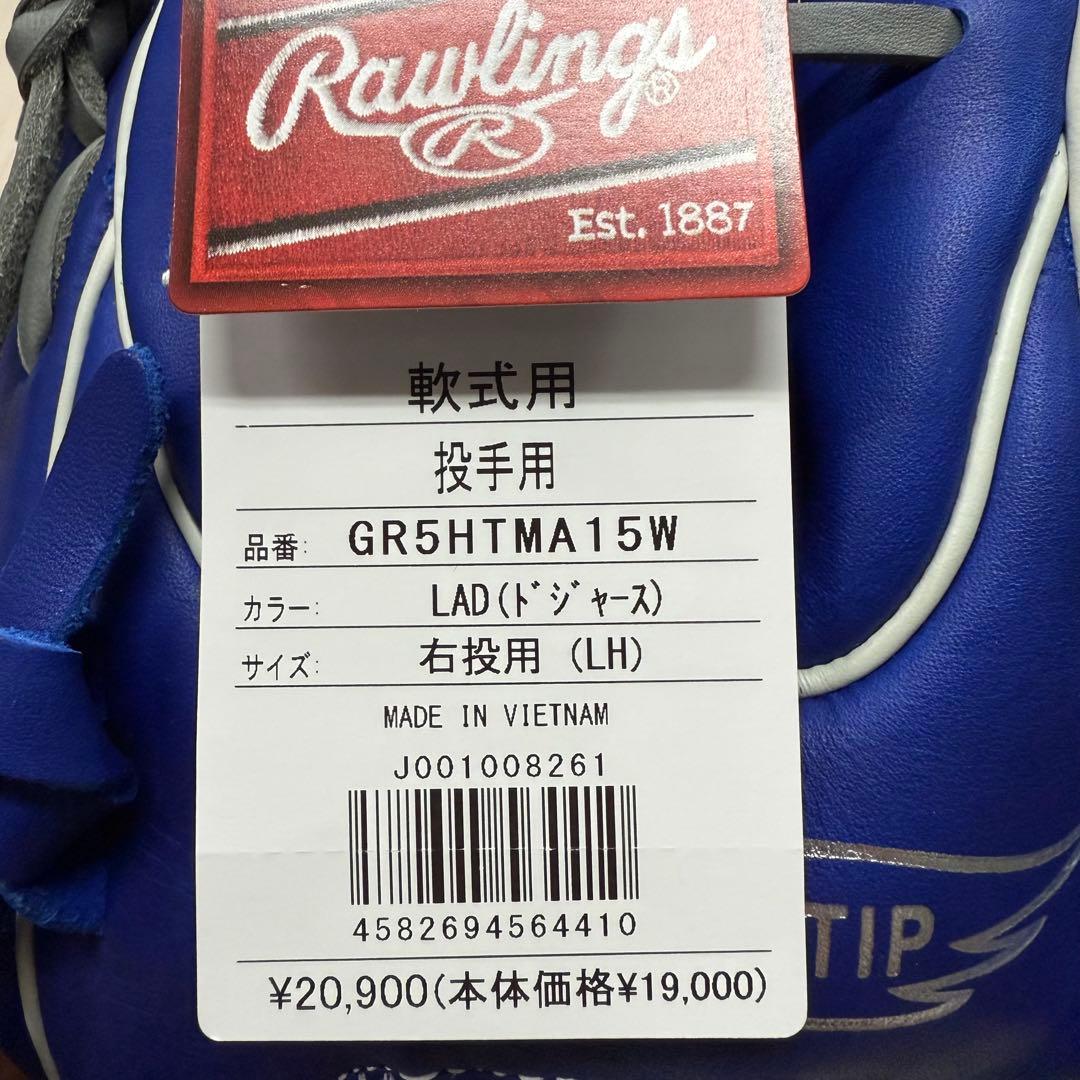 Rawlings®
R
Est. 1887
軟式用
投手用
品番: GR5HTMA15W
カラー: LAD(ﾄﾞｼﾞｬｰｽ)
サイズ: 右投用 (LH)
MADE IN VIETNAM
J001008261
4582694564410
TIP
¥20,900(本体価格¥19,000)